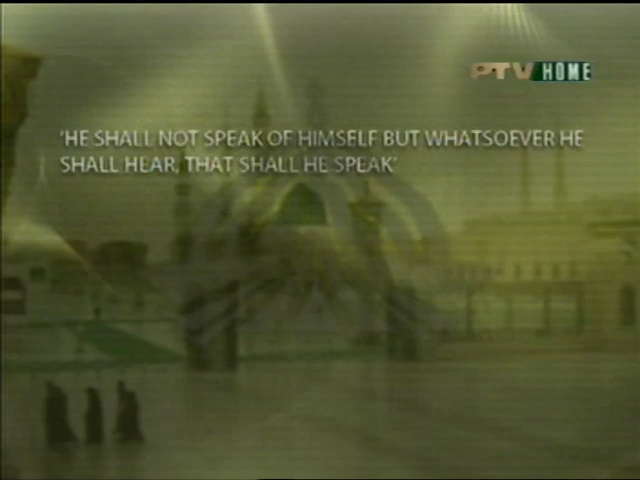 PTV HOME
'HE SHALL NOT SPEAK OF HIMSELF BUT WHATSOEVER HE
SHALL HEAR, THAT SHALL HE SPEAK'